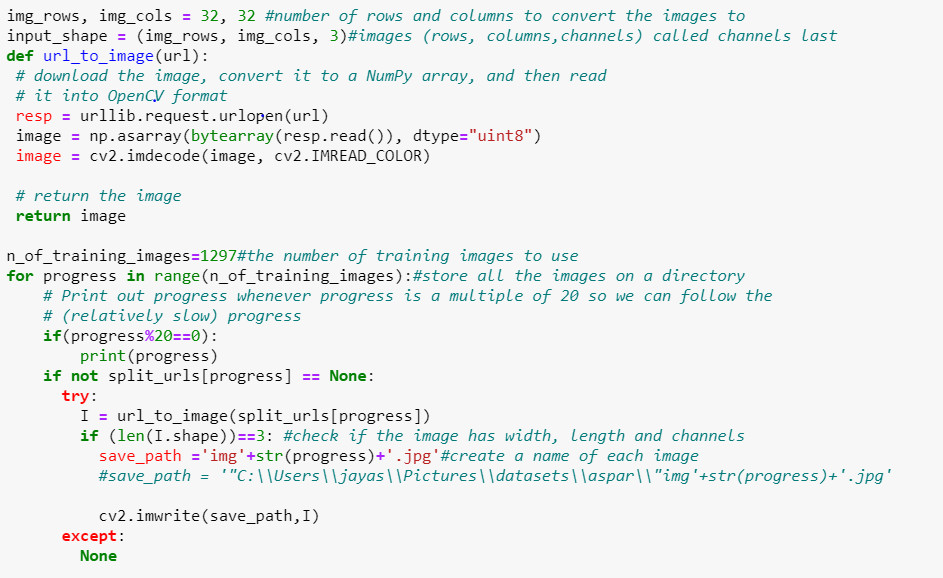 img_rows, img_cols = 32, 32 #number of rows and columns to convert the images to
input_shape = (img_rows, img_cols, 3)#images (rows, columns,channels) called channels last
def url_to_image(url):
 # download the image, convert it to a NumPy array, and then read
 # it into OpenCV format
 resp = urllib.request.urlopen(url)
 image = np.asarray(bytearray(resp.read()), dtype="uint8")
 image = cv2.imdecode(image, cv2.IMREAD_COLOR)

 # return the image
 return image

n_of_training_images=1297#the number of training images to use
for progress in range(n_of_training_images):#store all the images on a directory
    # Print out progress whenever progress is a multiple of 20 so we can follow the
    # (relatively slow) progress
    if(progress%20==0):
        print(progress)
    if not split_urls[progress] == None:
      try:
        I = url_to_image(split_urls[progress])
        if (len(I.shape))==3: #check if the image has width, length and channels
          save_path ='img'+str(progress)+'.jpg'#create a name of each image
          #save_path = '"C:\\Users\\jayas\\Pictures\\datasets\\aspar\\"img'+str(progress)+'.jpg'

          cv2.imwrite(save_path,I)
      except:
        None